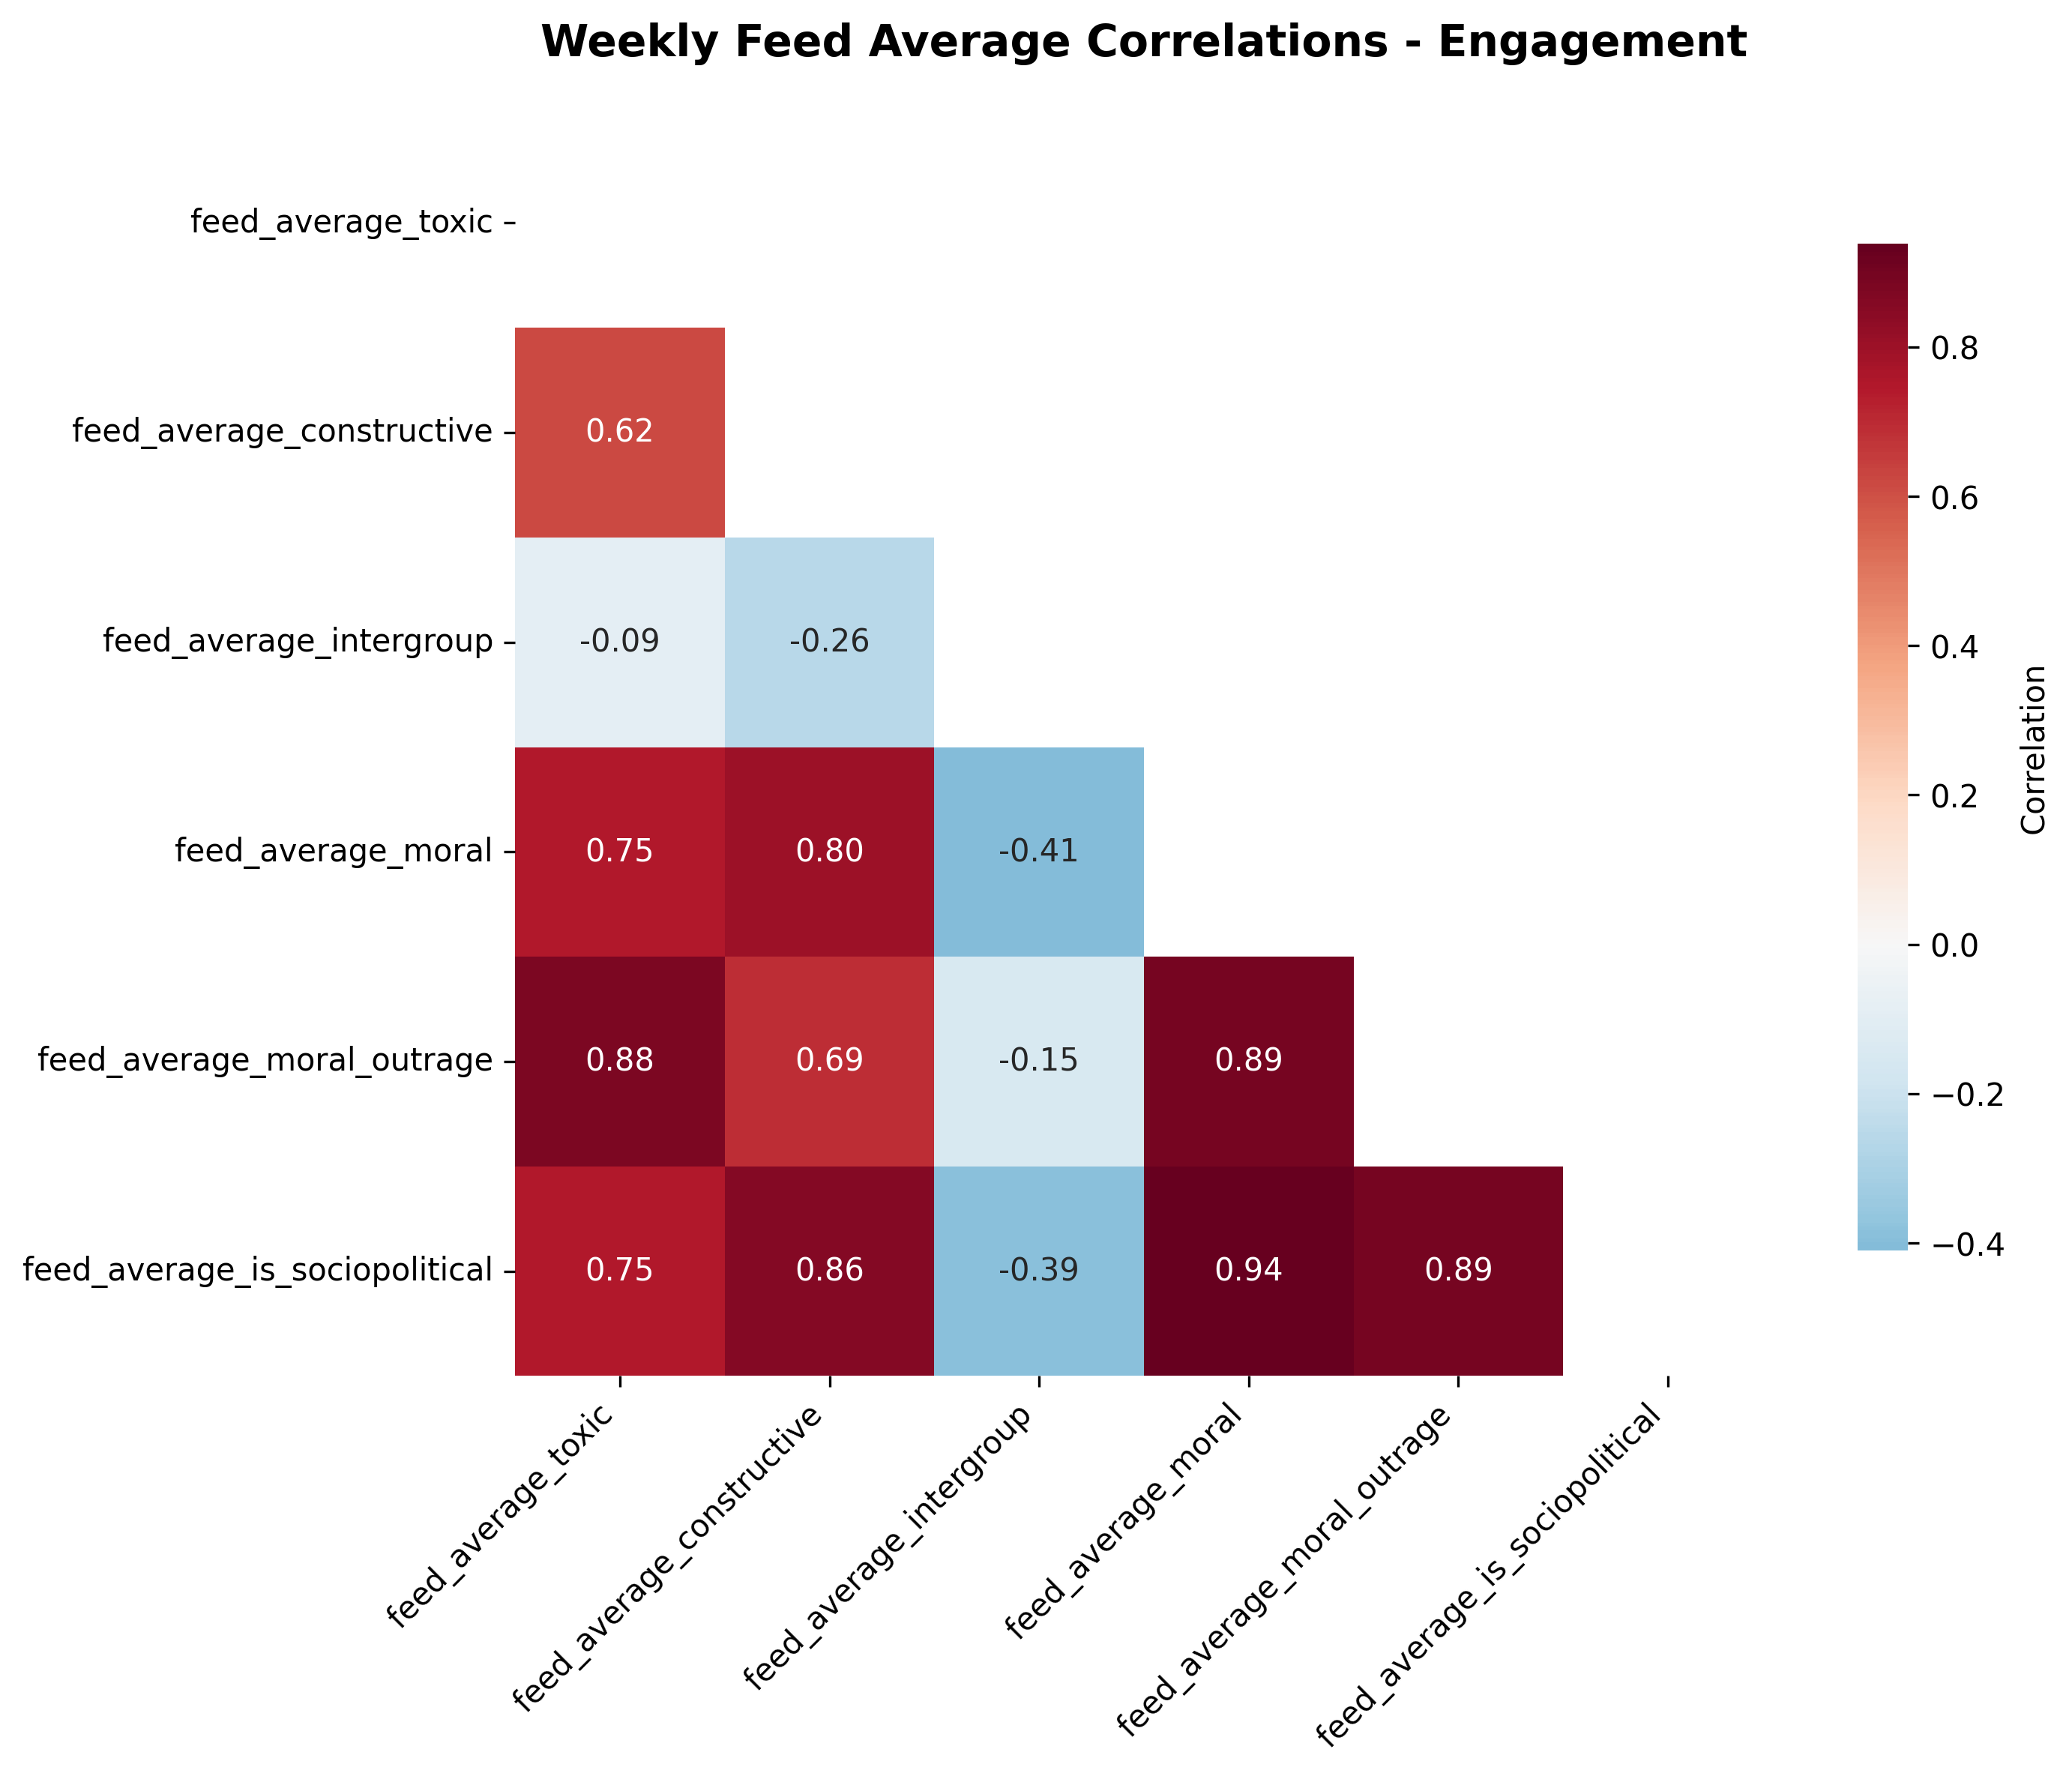 Weekly Feed Average Correlations - Engagement
feed_average_toxic
feed_average_constructive
0.62
feed_average_intergroup
-0.09
-0.26
feed_average_moral
0.75
0.80
-0.41
feed_average_moral_outrage
0.88
0.69
-0.15
0.89
feed_average_is_sociopolitical
0.75
0.86
-0.39
0.94
0.89
feed_average_toxic
feed_average_constructive
feed_average_intergroup
feed_average_moral
feed_average_moral_outrage
feed_average_is_sociopolitical
0.8
0.6
0.4
0.2
0.0
−0.2
−0.4
Correlation